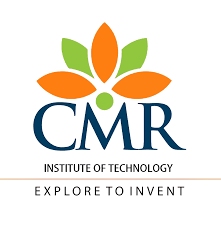 CMR
INSTITUTE OF TECHNOLOGY
EXPLORE TO INVENT